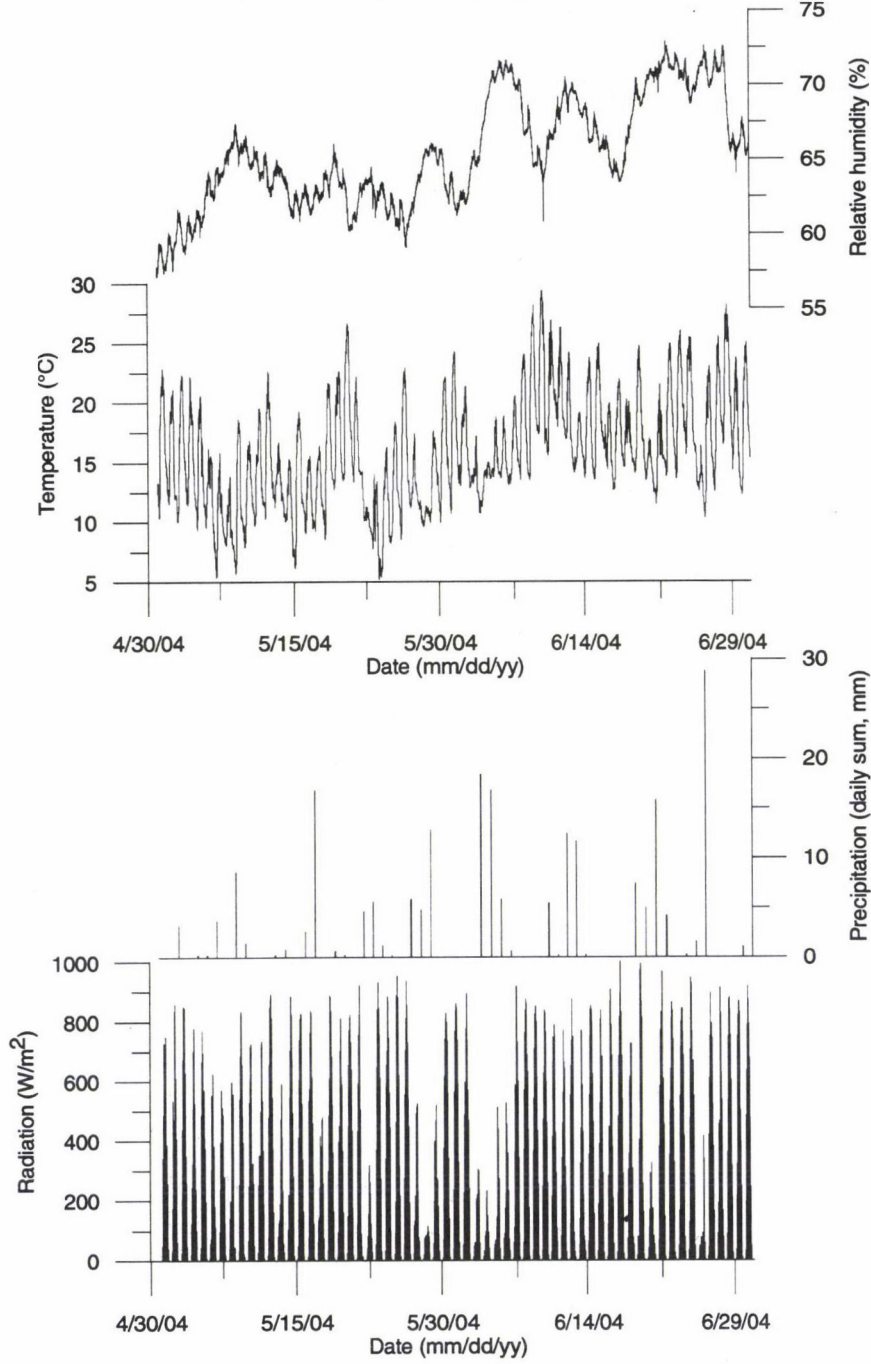 75
70
65
60
55
Relative humidity (%)
30
25
20
15
10
5
Temperature (°C)
4/30/04 5/15/04 5/30/04 6/14/04 6/29/04
Date (mm/dd/yy)
30
20
10
0
Precipitation (daily sum, mm)
1000
800
600
400
200
0
Radiation (W/m²)
4/30/04 5/15/04 5/30/04 6/14/04 6/29/04
Date (mm/dd/yy)